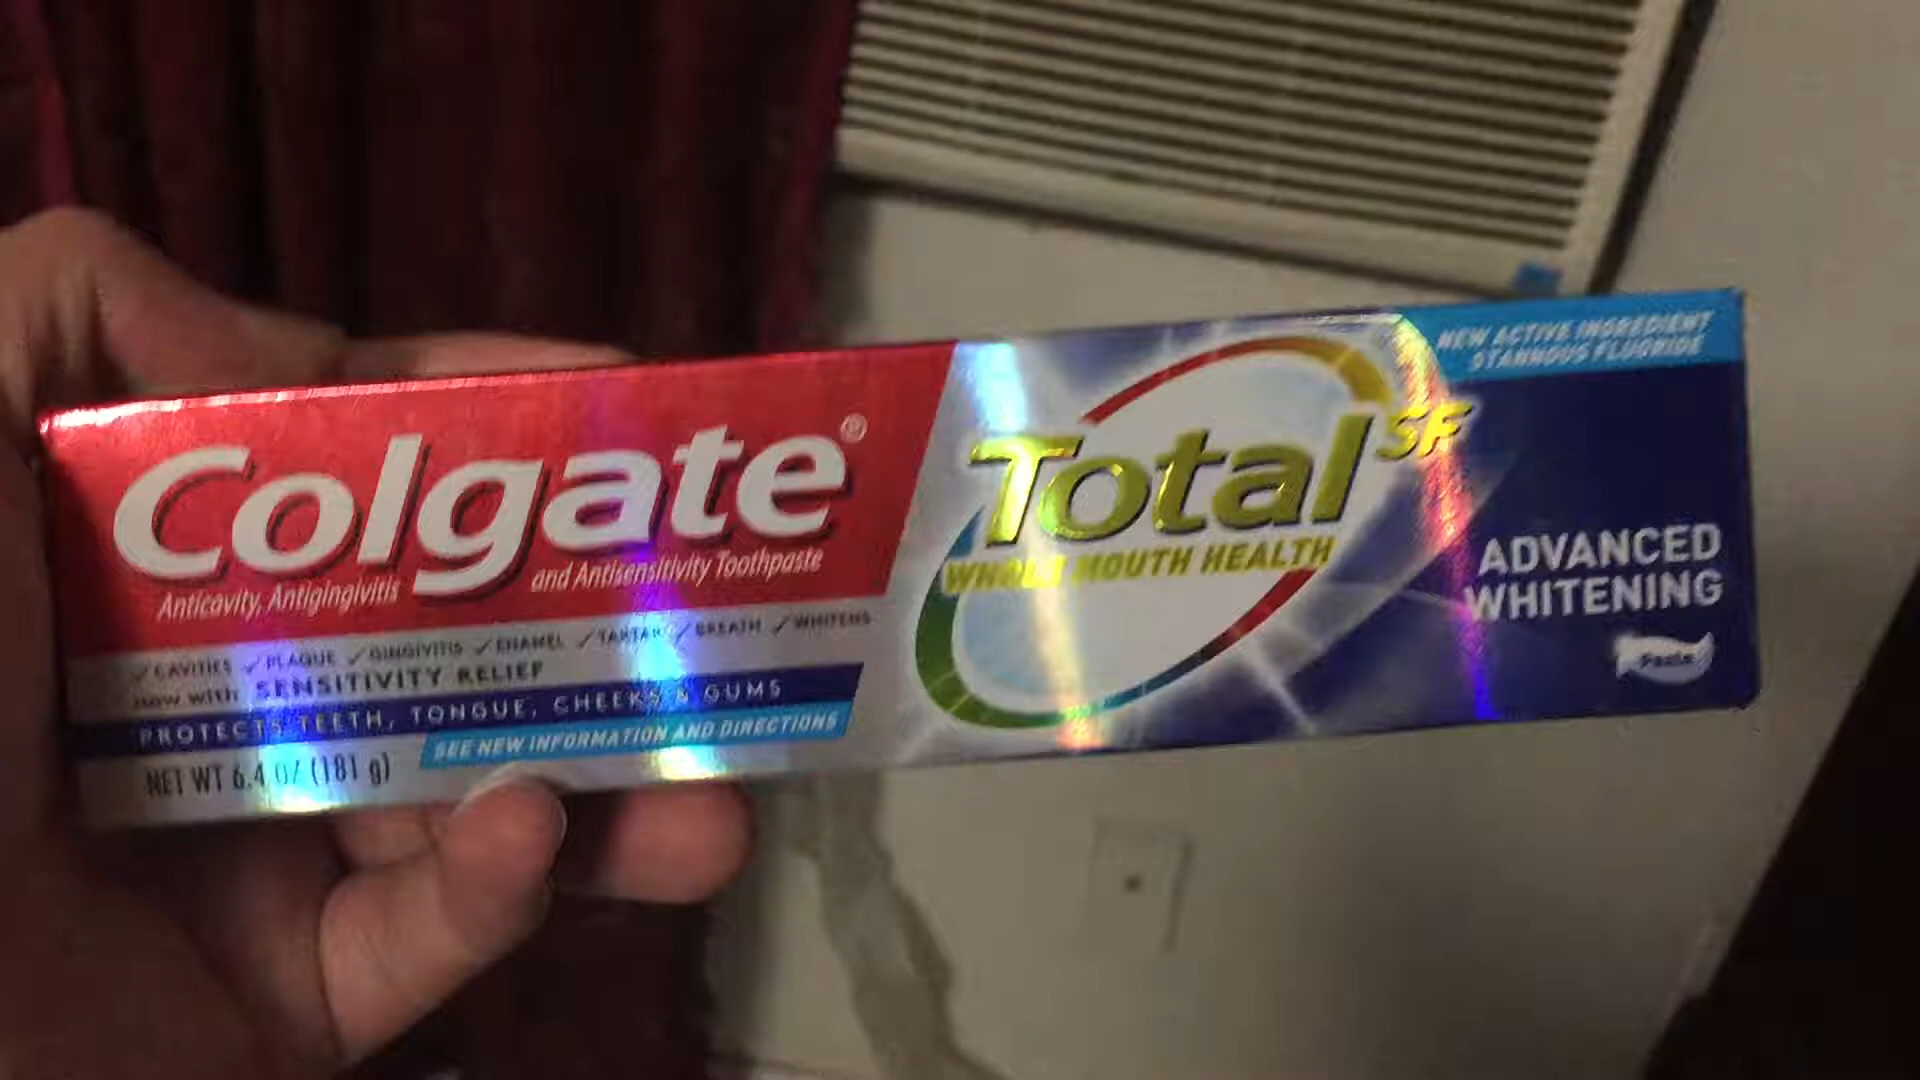 Colgate®
Anticavity, Antigingivitis and Antisensitivity Toothpaste
✓CAVITIES ✓PLAQUE ✓GINGIVITIS ✓ENAMEL ✓TARTAR ✓BREATH ✓WHITENS
now with SENSITIVITY RELIEF
PROTECTS TEETH, TONGUE, CHEEKS & GUMS
SEE NEW INFORMATION AND DIRECTIONS
NET WT 6.4 OZ (181 g)
Total SF
WHOLE MOUTH HEALTH
NEW ACTIVE INGREDIENT
STANNOUS FLUORIDE
ADVANCED
WHITENING
Paste